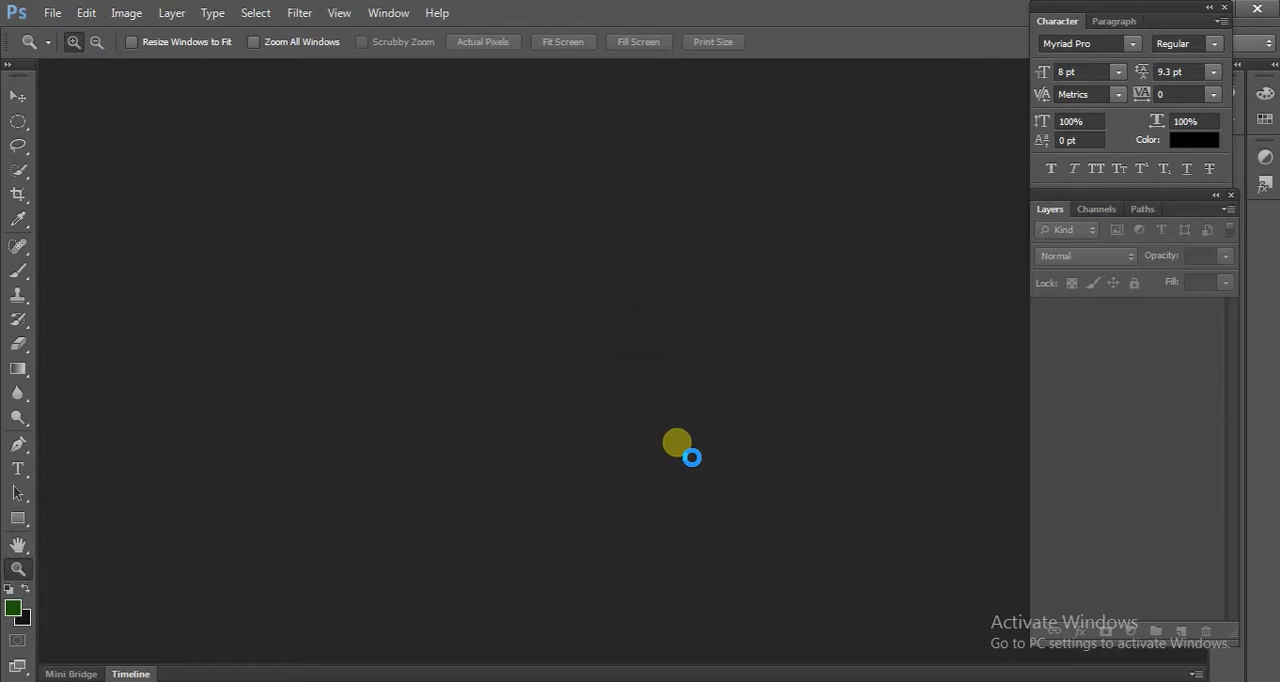 Ps File Edit Image Layer Type Select Filter View Window Help
Resize Windows to Fit Zoom All Windows Scrubby Zoom Actual Pixels Fit Screen Fill Screen Print Size
Character Paragraph
Myriad Pro Regular
8 pt 9.3 pt
Metrics 0
100% 100%
0 pt Color:
T T TT Tt T¹ T, T T
Layers Channels Paths
Kind
Normal Opacity:
Lock: Fill:
Activate Windows
Go to PC settings to activate Windows.
Mini Bridge Timeline